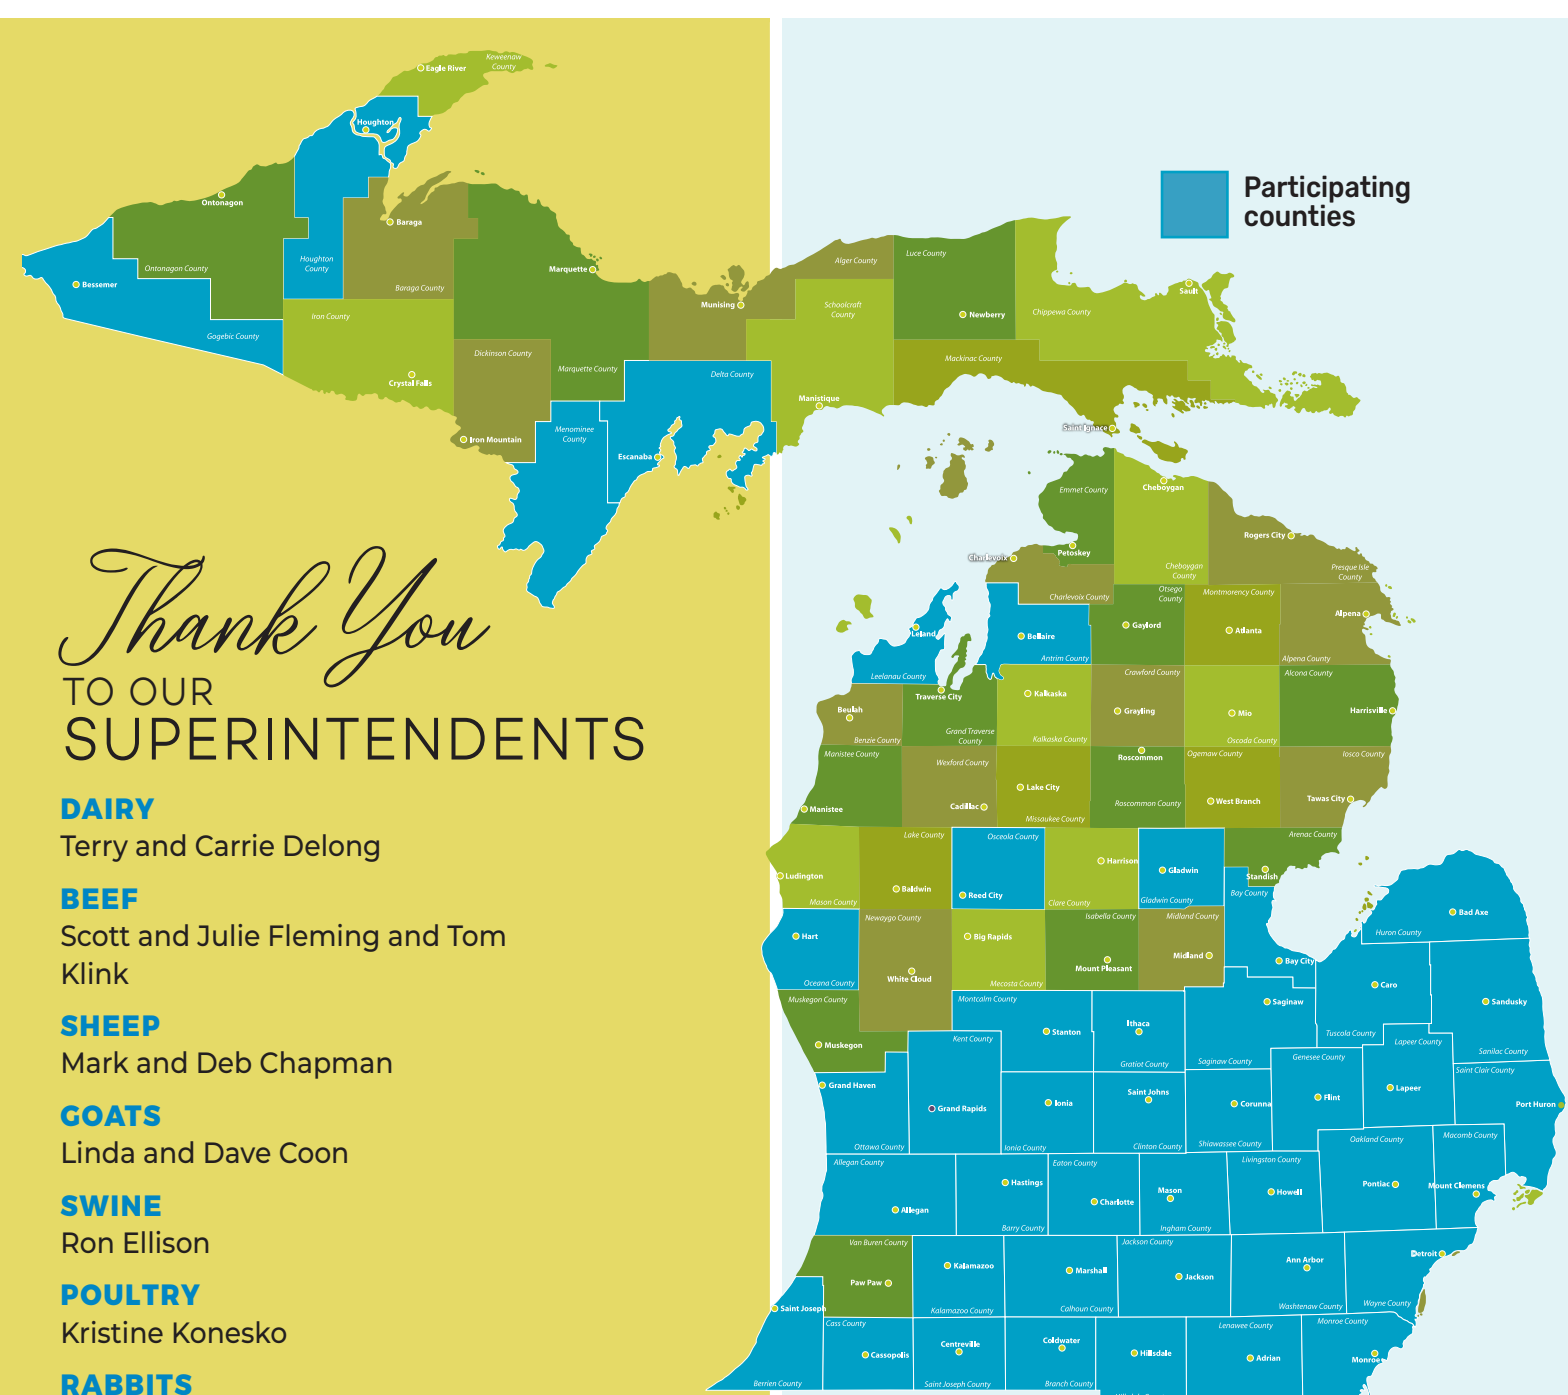 Keweenaw
County
Eagle River
Houghton
Ontonagon
Baraga
Ontonagon County
Houghton
County
Baraga County
Bessemer
Gogebic County
Iron County
Crystal Falls
Marquette
Dickinson County
Marquette County
Iron Mountain
Menominee
County
Escanaba
Delta County
Munising
Alger County
Schoolcraft
County
Manistique
Luce County
Newberry
Chippewa County
Sault
Mackinac County
Saint Ignace
Participating
counties
Thank You
TO OUR
SUPERINTENDENTS
DAIRY
Terry and Carrie Delong
BEEF
Scott and Julie Fleming and Tom
Klink
SHEEP
Mark and Deb Chapman
GOATS
Linda and Dave Coon
SWINE
Ron Ellison
POULTRY
Kristine Konesko
RABBITS
Emmet County
Cheboygan
Petoskey
Charlevoix
Charlevoix County
Cheboygan
County
Rogers City
Presque Isle
County
Leland
Leelanau County
Bellaire
Antrim County
Otsego
County
Gaylord
Montmorency County
Atlanta
Alpena
Alpena County
Beulah
Benzie County
Traverse City
Grand Traverse
County
Kalkaska
Kalkaska County
Crawford County
Grayling
Mio
Oscoda County
Alcona County
Harrisville
Manistee County
Manistee
Wexford County
Cadillac
Lake City
Missaukee County
Roscommon
Roscommon County
Ogemaw County
West Branch
Iosco County
Tawas City
Ludington
Mason County
Lake County
Baldwin
Osceola County
Reed City
Harrison
Clare County
Gladwin
Gladwin County
Arenac County
Standish
Bay County
Bay City
Hart
Oceana County
Newaygo County
White Cloud
Big Rapids
Mecosta County
Isabella County
Mount Pleasant
Midland County
Midland
Bad Axe
Huron County
Muskegon County
Muskegon
Montcalm County
Stanton
Ithaca
Gratiot County
Saginaw
Saginaw County
Caro
Tuscola County
Sandusky
Sanilac County
Grand Haven
Ottawa County
Kent County
Grand Rapids
Ionia
Ionia County
Saint Johns
Clinton County
Corunna
Shiawassee County
Genesee County
Flint
Lapeer County
Lapeer
Saint Clair County
Port Huron
Allegan County
Allegan
Hastings
Barry County
Eaton County
Charlotte
Mason
Ingham County
Livingston County
Howell
Oakland County
Pontiac
Macomb County
Mount Clemens
Van Buren County
Paw Paw
Kalamazoo
Kalamazoo County
Marshall
Calhoun County
Jackson County
Jackson
Ann Arbor
Washtenaw County
Detroit
Wayne County
Saint Joseph
Berrien County
Cass County
Cassopolis
Centreville
Saint Joseph County
Coldwater
Branch County
Hillsdale
Lenawee County
Adrian
Monroe County
Monroe